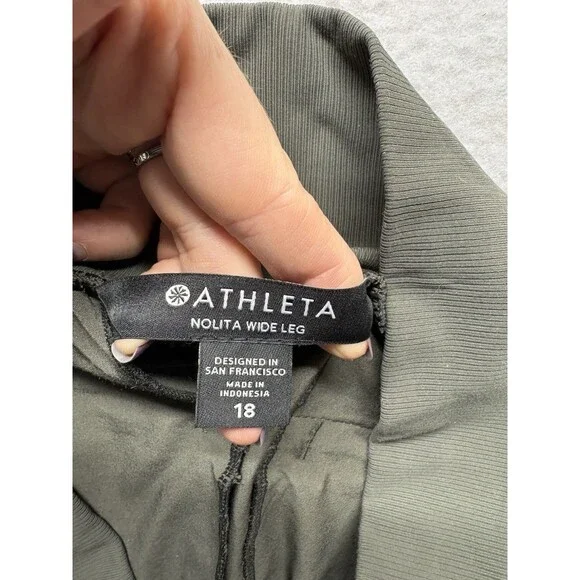 ATHLETA
NOLITA WIDE LEG
DESIGNED IN
SAN FRANCISCO
MADE IN
INDONESIA
18